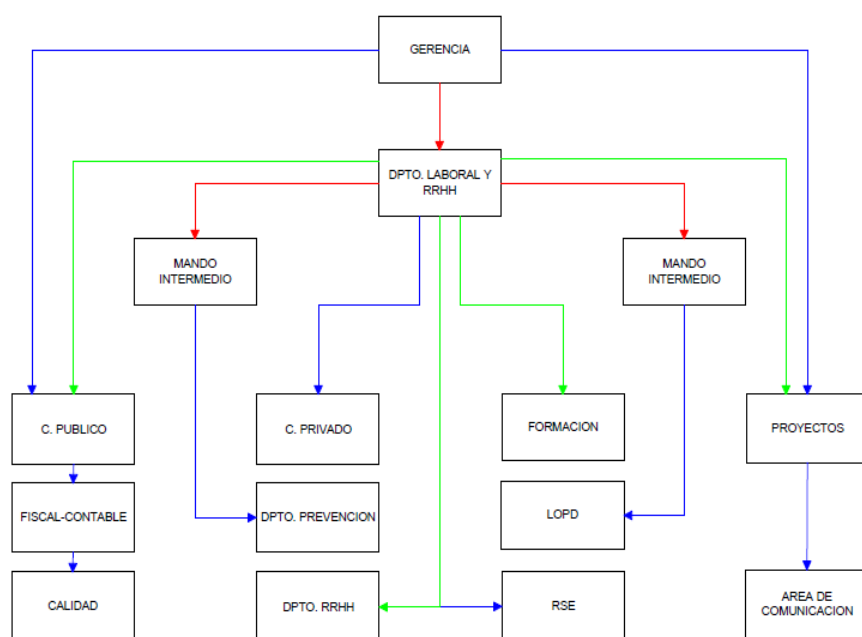 GERENCIA
DPTO. LABORAL Y
RRHH
MANDO
INTERMEDIO
MANDO
INTERMEDIO
C. PUBLICO
C. PRIVADO
FORMACION
PROYECTOS
FISCAL-CONTABLE
DPTO. PREVENCION
LOPD
CALIDAD
DPTO. RRHH
RSE
AREA DE
COMUNICACION